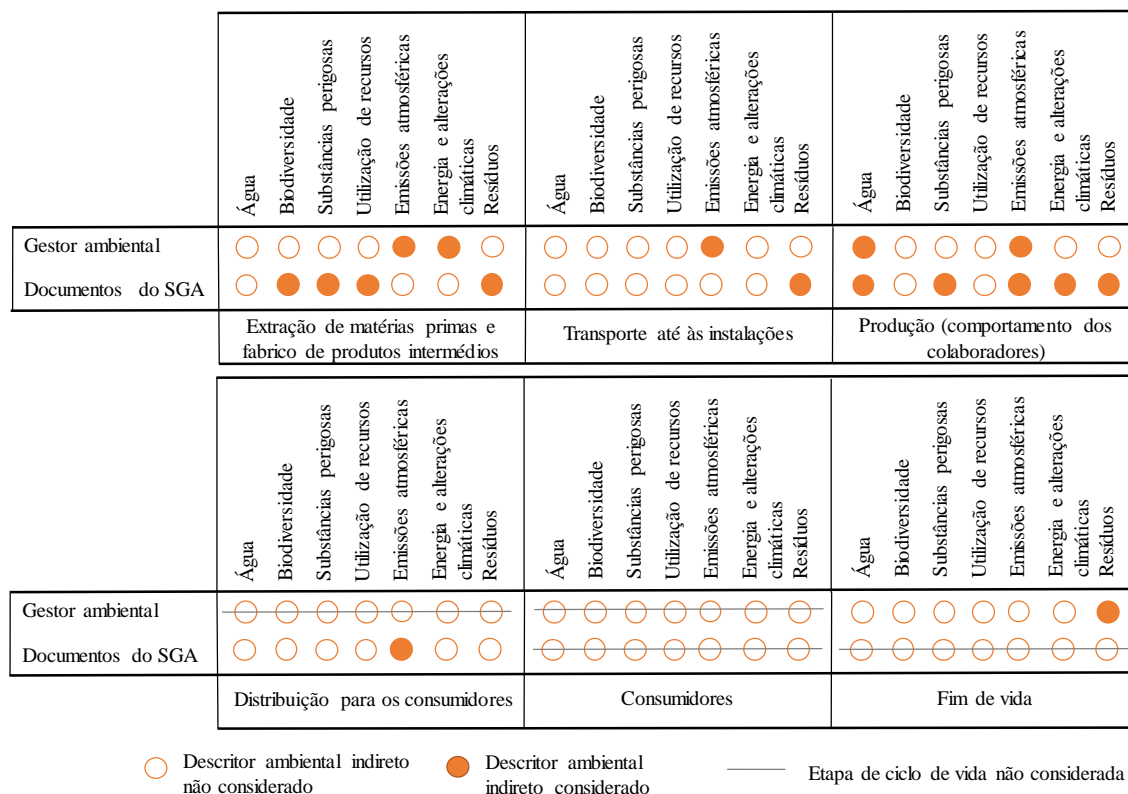 Água
Biodiversidade
Substâncias perigosas
Utilização de recursos
Emissões atmosféricas
Energia e alterações
climáticas
Resíduos
Água
Biodiversidade
Substâncias perigosas
Utilização de recursos
Emissões atmosféricas
Energia e alterações
climáticas
Resíduos
Água
Biodiversidade
Substâncias perigosas
Utilização de recursos
Emissões atmosféricas
Energia e alterações
climáticas
Resíduos
Gestor ambiental
Documentos do SGA
Extração de matérias primas e
fabrico de produtos intermédios
Transporte até às instalações
Produção (comportamento dos
colaboradores)
Água
Biodiversidade
Substâncias perigosas
Utilização de recursos
Emissões atmosféricas
Energia e alterações
climáticas
Resíduos
Água
Biodiversidade
Substâncias perigosas
Utilização de recursos
Emissões atmosféricas
Energia e alterações
climáticas
Resíduos
Água
Biodiversidade
Substâncias perigosas
Utilização de recursos
Emissões atmosféricas
Energia e alterações
climáticas
Resíduos
Gestor ambiental
Documentos do SGA
Distribuição para os consumidores
Consumidores
Fim de vida
Descritor ambiental indireto
não considerado
Descritor ambiental
indireto considerado
Etapa de ciclo de vida não considerada